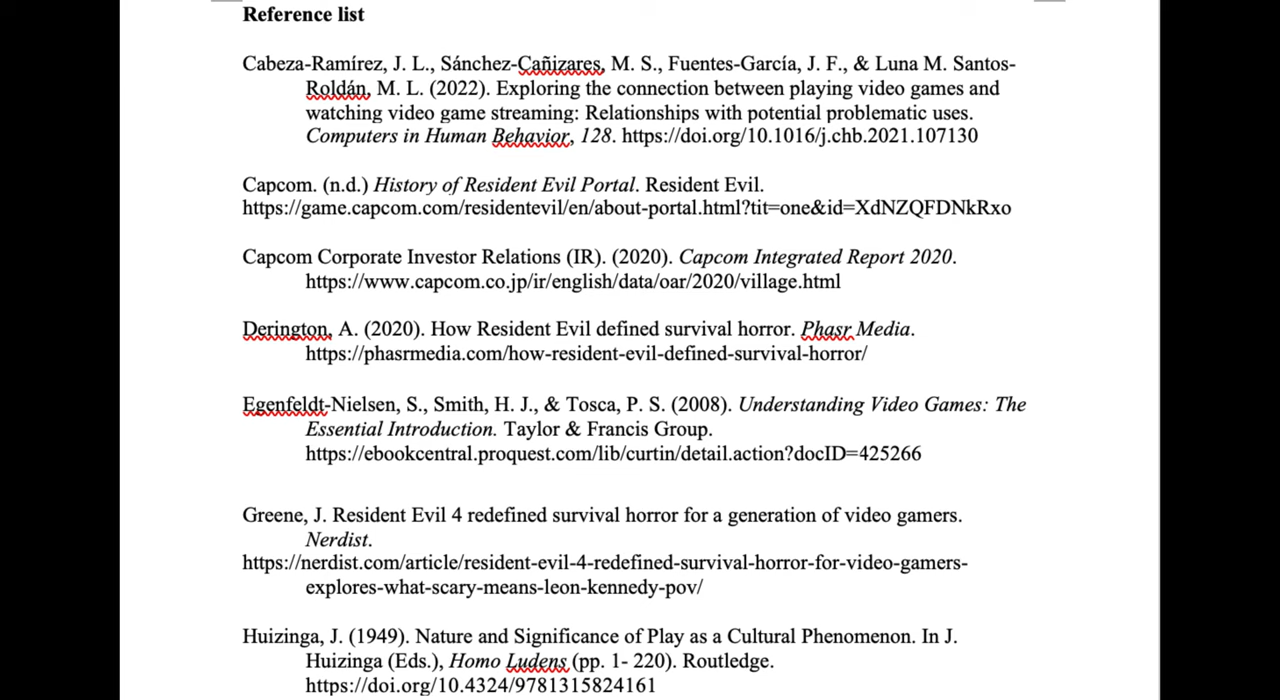 Reference list
Cabeza-Ramírez, J. L., Sánchez-Cañizares, M. S., Fuentes-García, J. F., & Luna M. Santos-
Roldán, M. L. (2022). Exploring the connection between playing video games and
watching video game streaming: Relationships with potential problematic uses.
Computers in Human Behavior, 128. https://doi.org/10.1016/j.chb.2021.107130
Capcom. (n.d.) History of Resident Evil Portal. Resident Evil.
https://game.capcom.com/residentevil/en/about-portal.html?tit=one&id=XdNZQFDNkRxo
Capcom Corporate Investor Relations (IR). (2020). Capcom Integrated Report 2020.
https://www.capcom.co.jp/ir/english/data/oar/2020/village.html
Derington, A. (2020). How Resident Evil defined survival horror. Phasr Media.
https://phasrmedia.com/how-resident-evil-defined-survival-horror/
Egenfeldt-Nielsen, S., Smith, H. J., & Tosca, P. S. (2008). Understanding Video Games: The
Essential Introduction. Taylor & Francis Group.
https://ebookcentral.proquest.com/lib/curtin/detail.action?docID=425266
Greene, J. Resident Evil 4 redefined survival horror for a generation of video gamers.
Nerdist.
https://nerdist.com/article/resident-evil-4-redefined-survival-horror-for-video-gamers-
explores-what-scary-means-leon-kennedy-pov/
Huizinga, J. (1949). Nature and Significance of Play as a Cultural Phenomenon. In J.
Huizinga (Eds.), Homo Ludens (pp. 1- 220). Routledge.
https://doi.org/10.4324/9781315824161